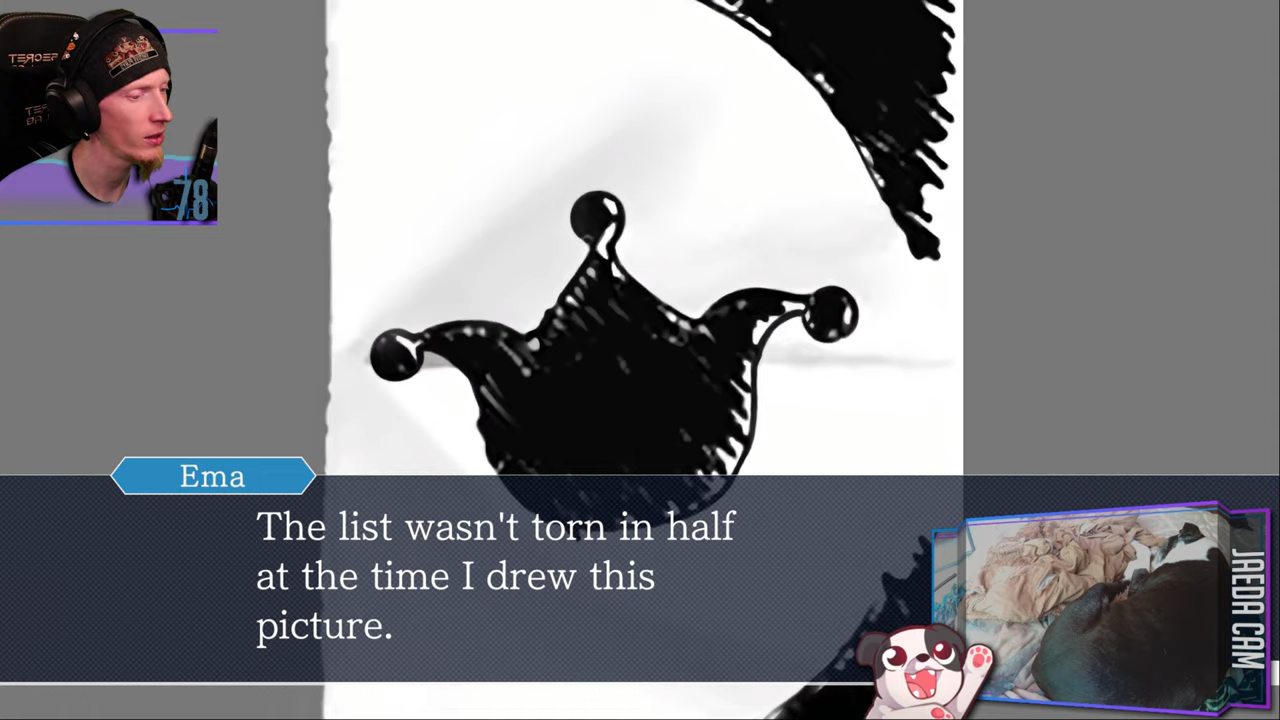 78
Ema
The list wasn't torn in half
at the time I drew this
picture.
JAEDA CAM